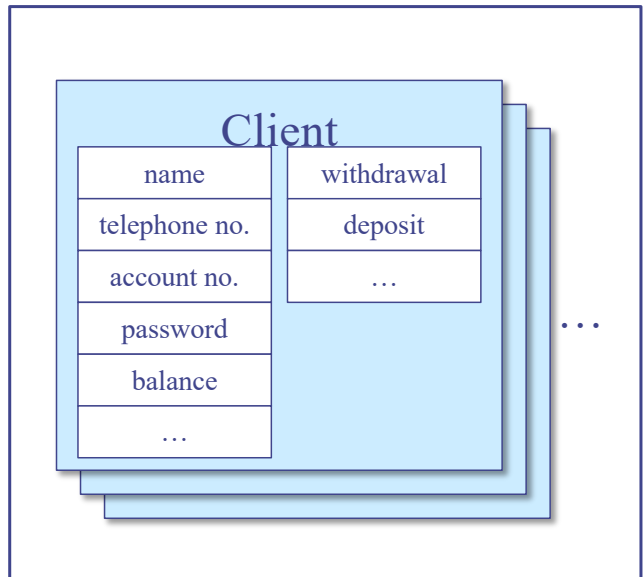 Client
name
telephone no.
account no.
password
balance
…
withdrawal
deposit
…
…